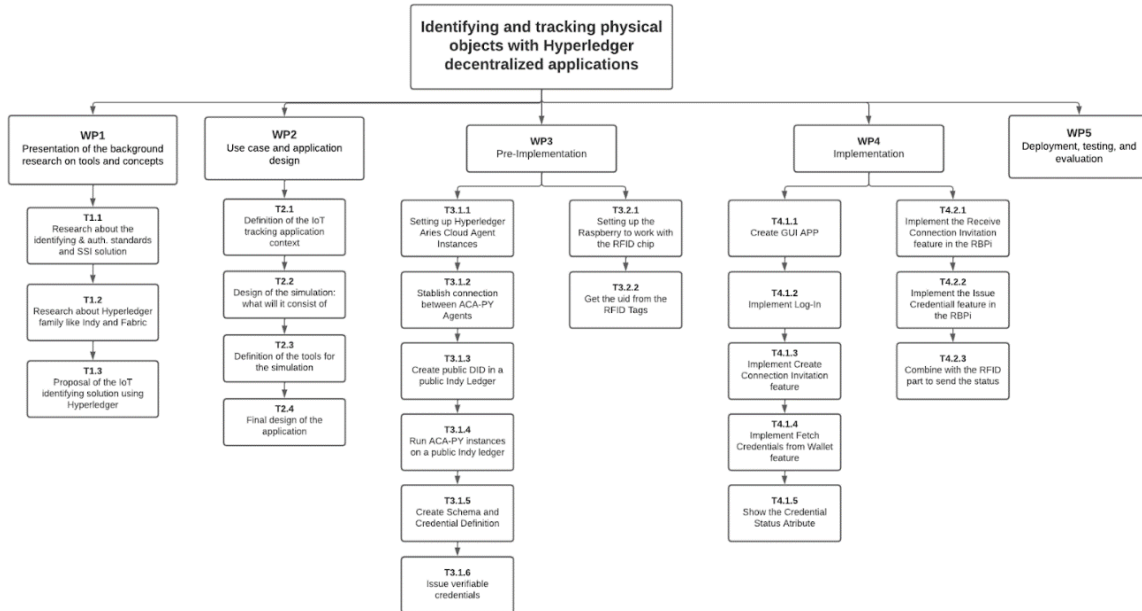 Identifying and tracking physical
objects with Hyperledger
decentralized applications
WP1
Presentation of the background
research on tools and concepts
T1.1
Research about the
identifying & auth. standards
and SSI solution
T1.2
Research about Hyperledger
family like Indy and Fabric
T1.3
Proposal of the IoT
identifying solution using
Hyperledger
WP2
Use case and application
design
T2.1
Definition of the IoT
tracking application
context
T2.2
Design of the simulation:
what will it consist of
T2.3
Definition of the tools for
the simulation
T2.4
Final design of the
application
WP3
Pre-Implementation
T3.1.1
Setting up Hyperledger
Aries Cloud Agent
Instances
T3.1.2
Stablish connection
between ACA-PY
Agents
T3.1.3
Create public DID in a
public Indy Ledger
T3.1.4
Run ACA-PY instances
on a public Indy ledger
T3.1.5
Create Schema and
Credential Definition
T3.1.6
Issue verifiable
credentials
T3.2.1
Setting up the
Raspberry to work with
the RFID chip
T3.2.2
Get the uid from the
RFID Tags
WP4
Implementation
T4.1.1
Create GUI APP
T4.1.2
Implement Log-In
T4.1.3
Implement Create
Connection Invitation
feature
T4.1.4
Implement Fetch
Credentials from Wallet
feature
T4.1.5
Show the Credential
Status Atribute
T4.2.1
Implement the Receive
Connection Invitation
feature in the RBPi
T4.2.2
Implement the Issue
Credentiall feature in
the RBPi
T4.2.3
Combine with the RFID
part to send the status
WP5
Deployment, testing, and
evaluation